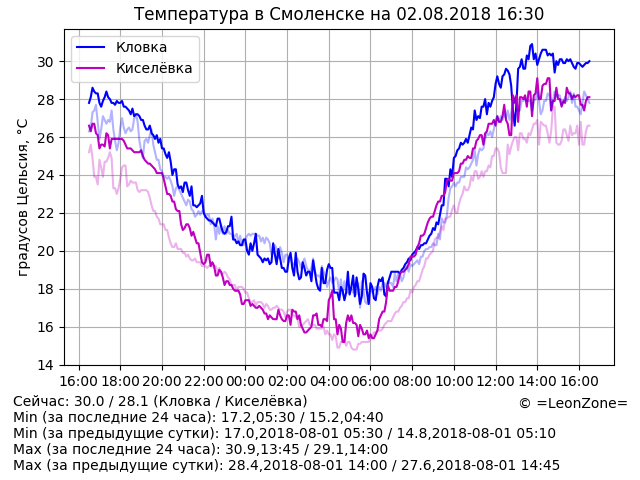 Температура в Смоленске на 02.08.2018 16:30
Кловка
Киселёвка
градусов Цельсия, °C
30
28
26
24
22
20
18
16
14
16:00 18:00 20:00 22:00 00:00 02:00 04:00 06:00 08:00 10:00 12:00 14:00 16:00
Сейчас: 30.0 / 28.1 (Кловка / Киселёвка)
© =LeonZone=
Min (за последние 24 часа): 17.2,05:30 / 15.2,04:40
Min (за предыдущие сутки): 17.0,2018-08-01 05:30 / 14.8,2018-08-01 05:10
Max (за последние 24 часа): 30.9,13:45 / 29.1,14:00
Max (за предыдущие сутки): 28.4,2018-08-01 14:00 / 27.6,2018-08-01 14:45